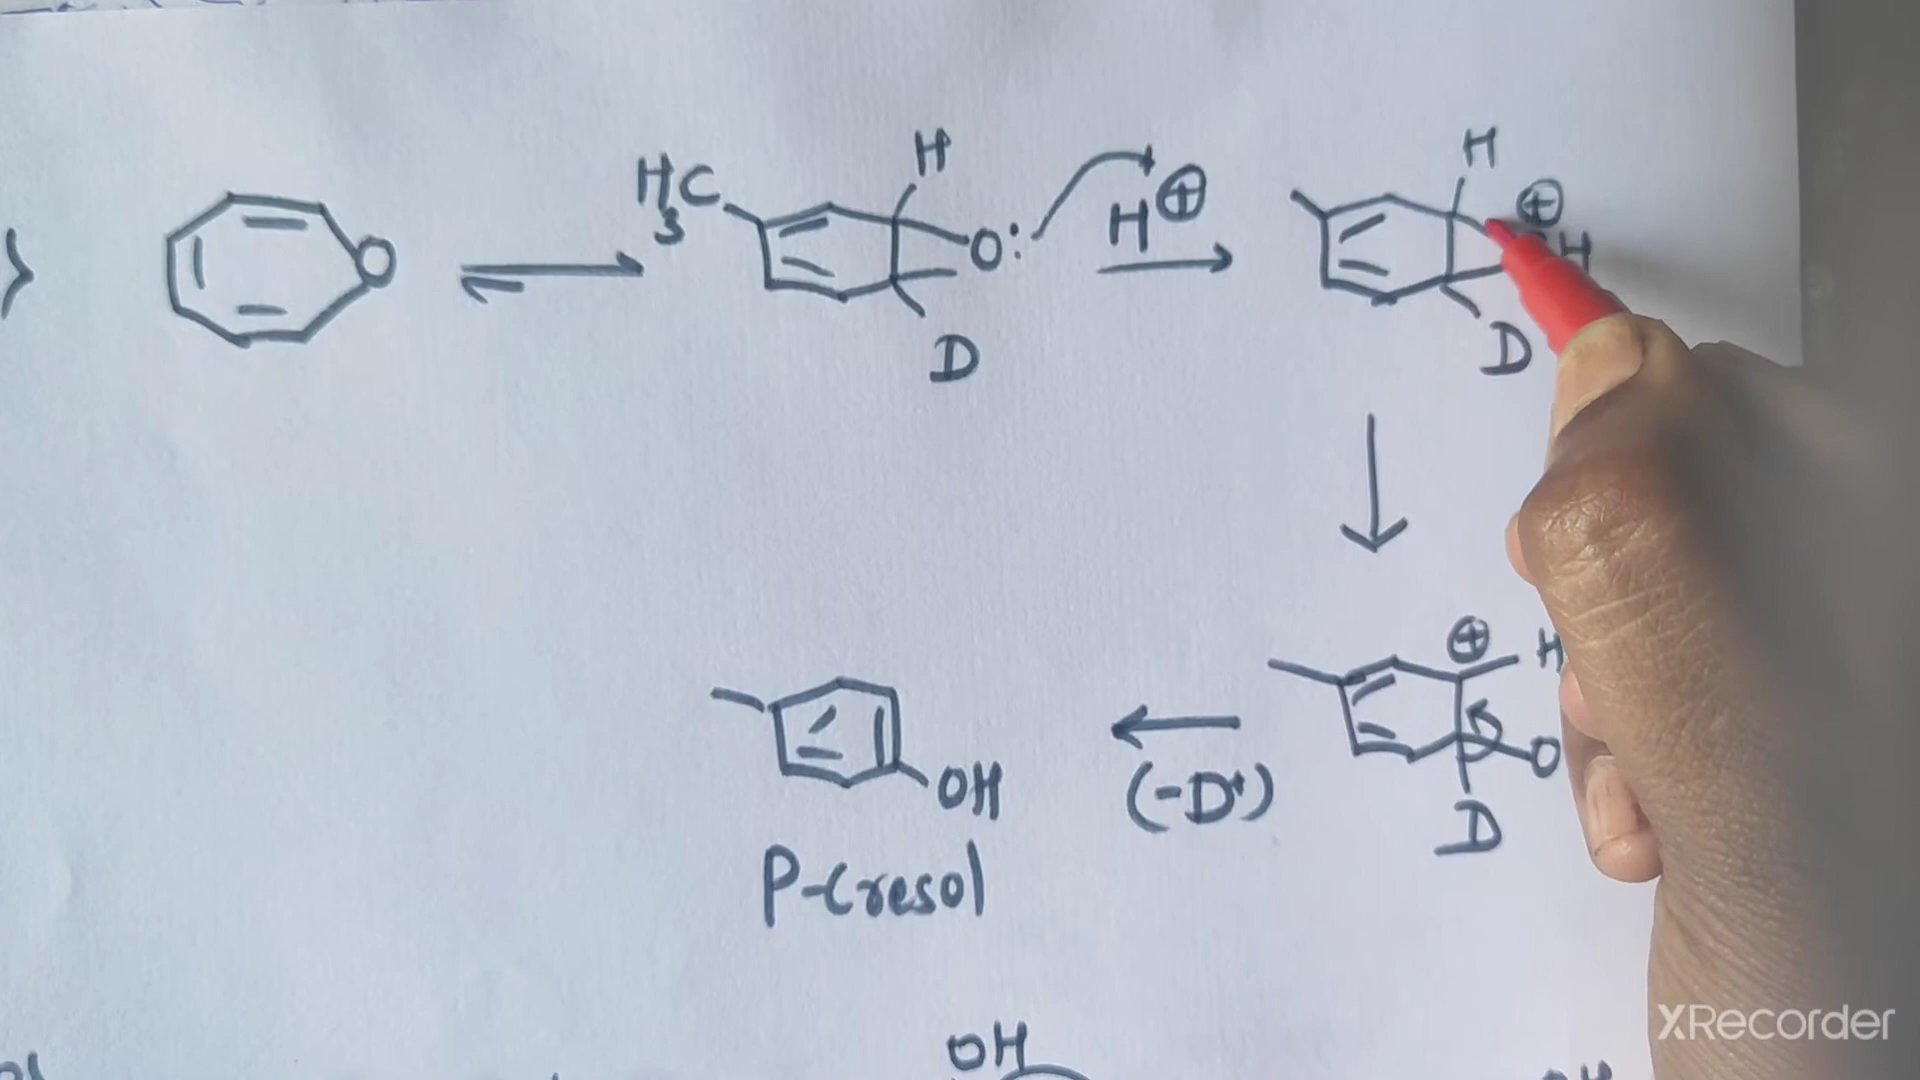 H₃C H O: H⊕ H ⊕ H
O
D D
⊕ H
O
OH (-D⁺) D
P-Cresol
OH
XRecorder